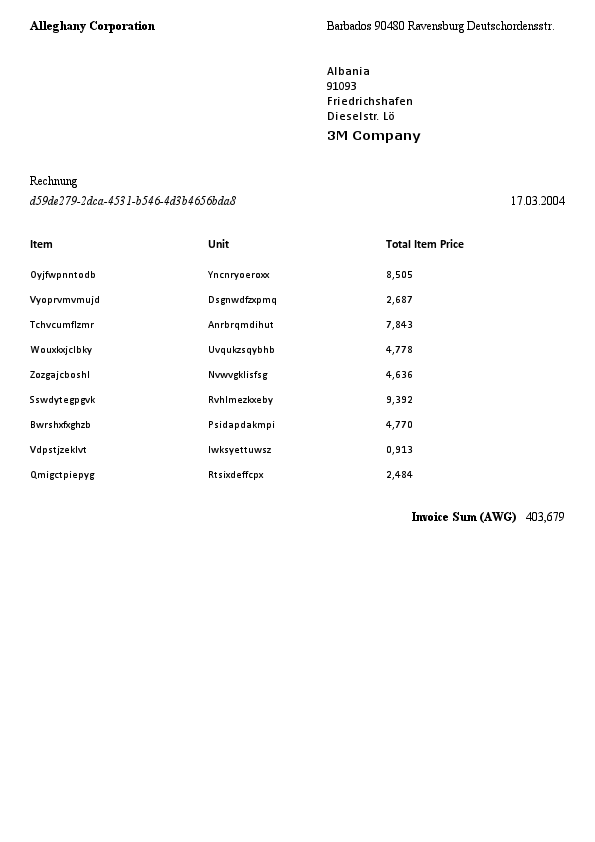 Alleghany Corporation Barbados 90480 Ravensburg Deutschordensstr.
Albania
91093
Friedrichshafen
Dieselstr. Lö
3M Company
Rechnung
d59de279-2dca-4531-b546-4d3b4656bda8 17.03.2004
Item Unit Total Item Price
Oyjfwpnntodb Yncnryoeroxx 8,505
Vyoprvmvmujd Dsgnwdfzxpmq 2,687
Tchvcumflzmr Anrbrqmdihut 7,843
Wouxkxjclbky Uvqukzsqybhb 4,778
Zozgajcboshl Nvwvgklisfsg 4,636
Sswdytegpgvk Rvhlmezkxeby 9,392
Bwrshxfxghzb Psidapdakmpi 4,770
Vdpstjzeklvt Iwksyettuwsz 0,913
Qmigctpiepyg Rtsixdeffcpx 2,484
Invoice Sum (AWG) 403,679